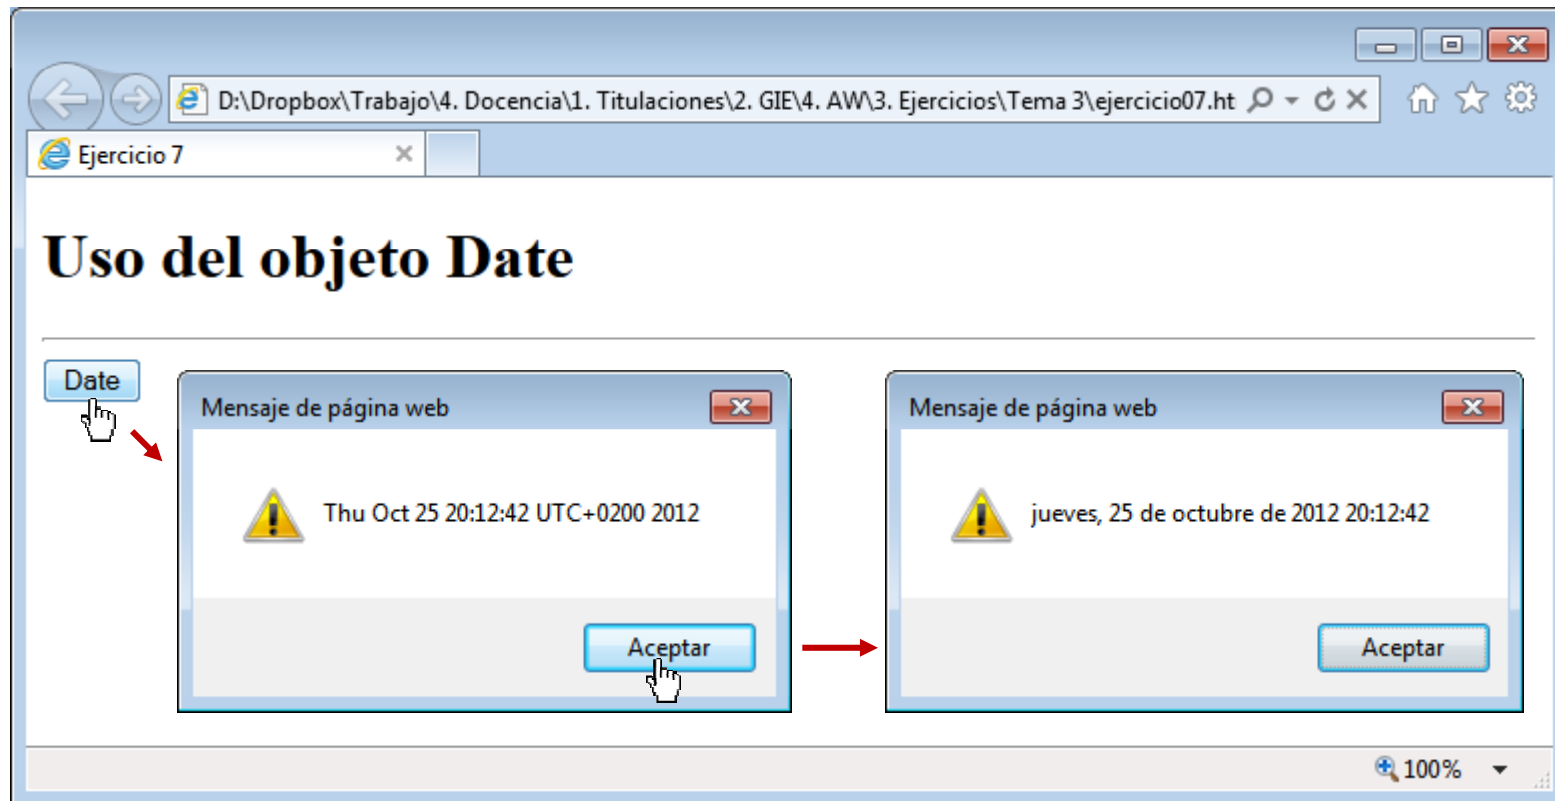 D:\Dropbox\Trabajo\4. Docencia\1. Titulaciones\2. GIE\4. AW\3. Ejercicios\Tema 3\ejercicio07.ht
Ejercicio 7
Uso del objeto Date
Date
Mensaje de página web
Thu Oct 25 20:12:42 UTC+0200 2012
Aceptar
Mensaje de página web
jueves, 25 de octubre de 2012 20:12:42
Aceptar
100%